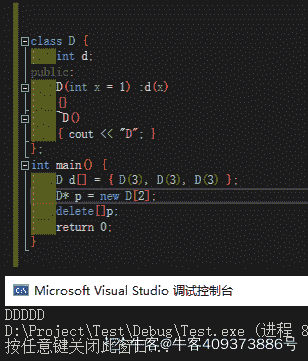 class D {
int d;
public:
D(int x = 1) :d(x)
{}
~D()
{ cout << "D"; }
};
int main() {
D d[] = { D(3), D(3), D(3) };
D* p = new D[2];
delete[]p;
return 0;
}
Microsoft Visual Studio 调试控制台
DDDDD
D:\Project\Test\Debug\Test.exe (进程 8
按任意键关闭此窗口
牛客@牛客409373886号